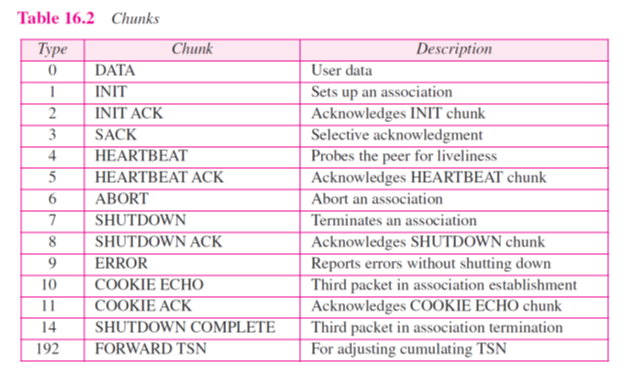 Table 16.2 Chunks
Type Chunk Description
0 DATA User data
1 INIT Sets up an association
2 INIT ACK Acknowledges INIT chunk
3 SACK Selective acknowledgment
4 HEARTBEAT Probes the peer for liveliness
5 HEARTBEAT ACK Acknowledges HEARTBEAT chunk
6 ABORT Abort an association
7 SHUTDOWN Terminates an association
8 SHUTDOWN ACK Acknowledges SHUTDOWN chunk
9 ERROR Reports errors without shutting down
10 COOKIE ECHO Third packet in association establishment
11 COOKIE ACK Acknowledges COOKIE ECHO chunk
14 SHUTDOWN COMPLETE Third packet in association termination
192 FORWARD TSN For adjusting cumulating TSN